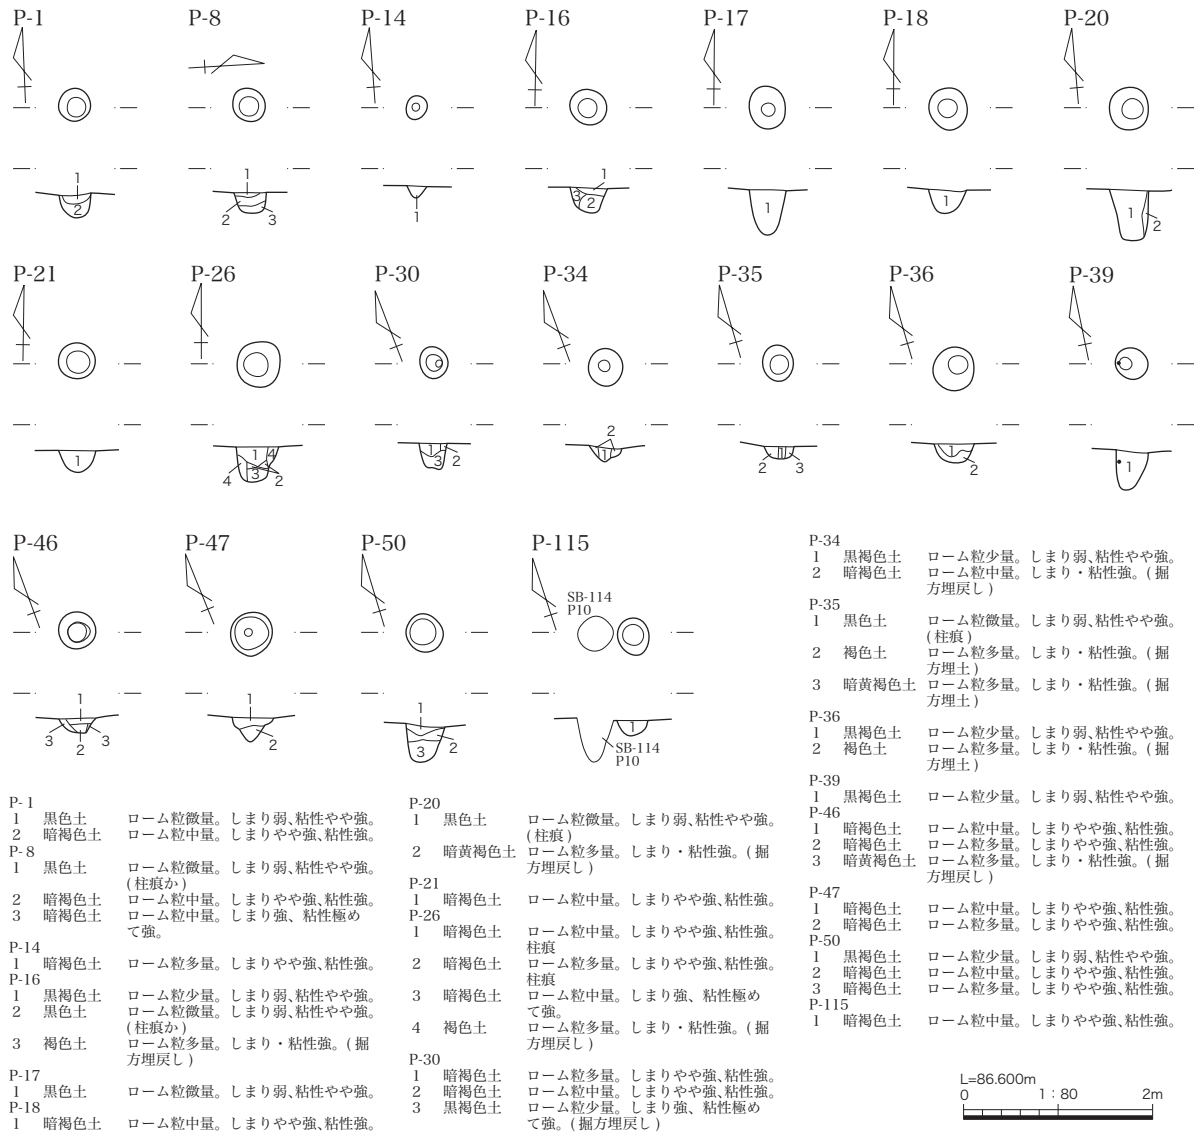 P-1
P-8
P-14
P-16
P-17
P-18
P-20
1
2
1
2
3
1
1
3
2
1
1
1
2
P-21
P-26
P-30
P-34
P-35
P-36
P-39
1
1
4
3
4
2
1
3
2
2
1
1
2
3
1
2
1
P-46
P-47
P-50
P-115
SB-114
P10
1
3
2
3
1
2
1
2
3
1
SB-114
P10
P- 1
1 黒色土 ローム粒微量。しまり弱、粘性やや強。
2 暗褐色土 ローム粒中量。しまりやや強、粘性強。
P- 8
1 黒色土 ローム粒微量。しまり弱、粘性やや強。
(柱痕か)
2 暗褐色土 ローム粒中量。しまりやや強、粘性強。
3 暗褐色土 ローム粒中量。しまり強、粘性極め
て強。
P-14
1 暗褐色土 ローム粒多量。しまりやや強、粘性強。
P-16
1 黒褐色土 ローム粒少量。しまり弱、粘性やや強。
2 黒色土 ローム粒微量。しまり弱、粘性やや強。
(柱痕か)
3 褐色土 ローム粒多量。しまり・粘性強。(掘
方埋戻し)
P-17
1 黒色土 ローム粒微量。しまり弱、粘性やや強。
P-18
1 暗褐色土 ローム粒中量。しまりやや強、粘性強。
P-20
1 黒色土 ローム粒微量。しまり弱、粘性やや強。
(柱痕)
2 暗黄褐色土 ローム粒多量。しまり・粘性強。(掘
方埋戻し)
P-21
1 暗褐色土 ローム粒中量。しまりやや強、粘性強。
P-26
1 暗褐色土 ローム粒中量。しまりやや強、粘性強。
柱痕
2 暗褐色土 ローム粒多量。しまりやや強、粘性強。
柱痕
3 暗褐色土 ローム粒中量。しまり強、粘性極め
て強。
4 褐色土 ローム粒多量。しまり・粘性強。(掘
方埋戻し)
P-30
1 暗褐色土 ローム粒多量。しまりやや強、粘性強。
2 暗褐色土 ローム粒中量。しまりやや強、粘性強。
3 黒褐色土 ローム粒少量。しまり強、粘性極め
て強。(掘方埋戻し)
P-34
1 黒褐色土 ローム粒少量。しまり弱、粘性やや強。
2 暗褐色土 ローム粒中量。しまり・粘性強。(掘
方埋戻し)
P-35
1 黒色土 ローム粒微量。しまり弱、粘性やや強。
(柱痕)
2 褐色土 ローム粒多量。しまり・粘性強。(掘
方埋土)
3 暗黄褐色土 ローム粒多量。しまり・粘性強。(掘
方埋土)
P-36
1 黒褐色土 ローム粒少量。しまり弱、粘性やや強。
2 褐色土 ローム粒多量。しまり・粘性強。(掘
方埋土)
P-39
1 黒褐色土 ローム粒少量。しまり弱、粘性やや強。
P-46
1 暗褐色土 ローム粒中量。しまりやや強、粘性強。
2 暗褐色土 ローム粒多量。しまりやや強、粘性強。
3 暗黄褐色土 ローム粒多量。しまり・粘性強。(掘
方埋戻し)
P-47
1 暗褐色土 ローム粒中量。しまりやや強、粘性強。
2 暗褐色土 ローム粒多量。しまりやや強、粘性強。
P-50
1 黒褐色土 ローム粒少量。しまり弱、粘性やや強。
2 暗褐色土 ローム粒中量。しまりやや強、粘性強。
3 暗褐色土 ローム粒多量。しまりやや強、粘性強。
P-115
1 暗褐色土 ローム粒中量。しまりやや強、粘性強。
L=86.600m
0 1：80 2m